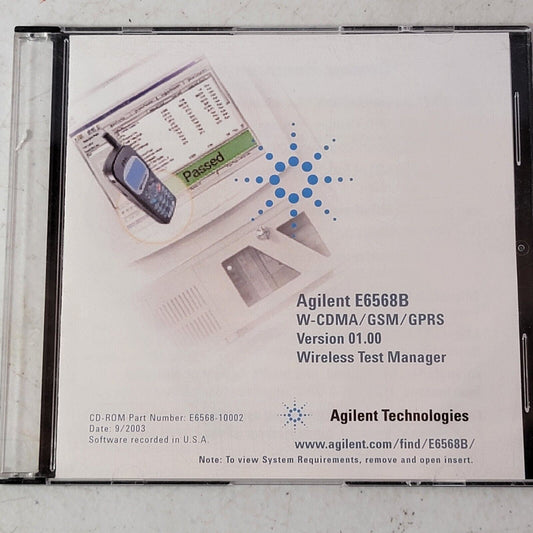 Passed
Agilent E6568B
W-CDMA/GSM/GPRS
Version 01.00
Wireless Test Manager
CD-ROM Part Number: E6568-10002
Date: 9/2003
Software recorded in U.S.A.
Agilent Technologies
www.agilent.com/find/E6568B/
Note: To view System Requirements, remove and open insert.